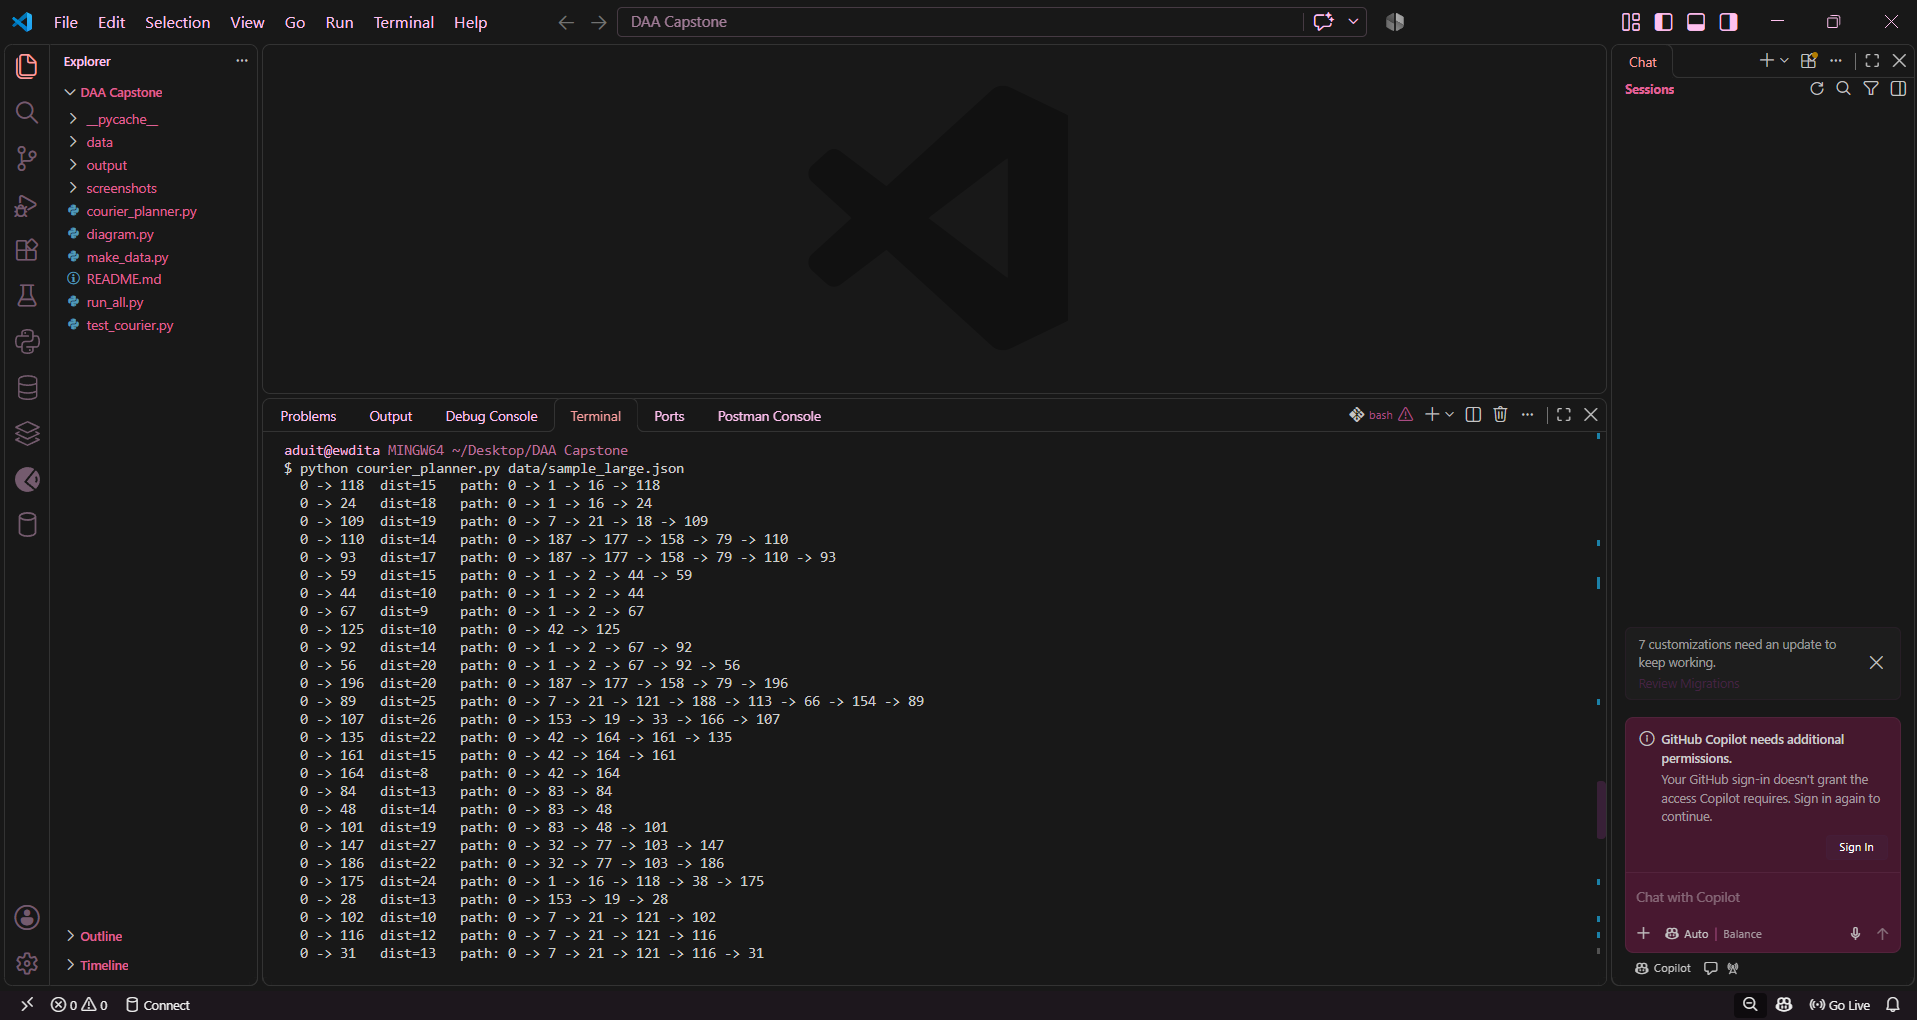 File Edit Selection View Go Run Terminal Help
DAA Capstone
Explorer
DAA Capstone
__pycache__
data
output
screenshots
courier_planner.py
diagram.py
make_data.py
README.md
run_all.py
test_courier.py
Outline
Timeline
Problems Output Debug Console Terminal Ports Postman Console
bash
aduit@ewdita MINGW64 ~/Desktop/DAA Capstone
$ python courier_planner.py data/sample_large.json
0 -> 118 dist=15 path: 0 -> 1 -> 16 -> 118
0 -> 24 dist=18 path: 0 -> 1 -> 16 -> 24
0 -> 109 dist=19 path: 0 -> 7 -> 21 -> 18 -> 109
0 -> 110 dist=14 path: 0 -> 187 -> 177 -> 158 -> 79 -> 110
0 -> 93 dist=17 path: 0 -> 187 -> 177 -> 158 -> 79 -> 110 -> 93
0 -> 59 dist=15 path: 0 -> 1 -> 2 -> 44 -> 59
0 -> 44 dist=10 path: 0 -> 1 -> 2 -> 44
0 -> 67 dist=9 path: 0 -> 1 -> 2 -> 67
0 -> 125 dist=10 path: 0 -> 42 -> 125
0 -> 92 dist=14 path: 0 -> 1 -> 2 -> 67 -> 92
0 -> 56 dist=20 path: 0 -> 1 -> 2 -> 67 -> 92 -> 56
0 -> 196 dist=20 path: 0 -> 187 -> 177 -> 158 -> 79 -> 196
0 -> 89 dist=25 path: 0 -> 7 -> 21 -> 121 -> 188 -> 113 -> 66 -> 154 -> 89
0 -> 107 dist=26 path: 0 -> 153 -> 19 -> 33 -> 166 -> 107
0 -> 135 dist=22 path: 0 -> 42 -> 164 -> 161 -> 135
0 -> 161 dist=15 path: 0 -> 42 -> 164 -> 161
0 -> 164 dist=8 path: 0 -> 42 -> 164
0 -> 84 dist=13 path: 0 -> 83 -> 84
0 -> 48 dist=14 path: 0 -> 83 -> 48
0 -> 101 dist=19 path: 0 -> 83 -> 48 -> 101
0 -> 147 dist=27 path: 0 -> 32 -> 77 -> 103 -> 147
0 -> 186 dist=22 path: 0 -> 32 -> 77 -> 103 -> 186
0 -> 175 dist=24 path: 0 -> 1 -> 16 -> 118 -> 38 -> 175
0 -> 28 dist=13 path: 0 -> 153 -> 19 -> 28
0 -> 102 dist=10 path: 0 -> 7 -> 21 -> 121 -> 102
0 -> 116 dist=12 path: 0 -> 7 -> 21 -> 121 -> 116
0 -> 31 dist=13 path: 0 -> 7 -> 21 -> 121 -> 116 -> 31
Chat
Sessions
7 customizations need an update to
keep working.
Review Migrations
GitHub Copilot needs additional
permissions.
Your GitHub sign-in doesn't grant the
access Copilot requires. Sign in again to
continue.
Sign In
Chat with Copilot
Auto | Balance
Copilot
0 0 Connect
Go Live